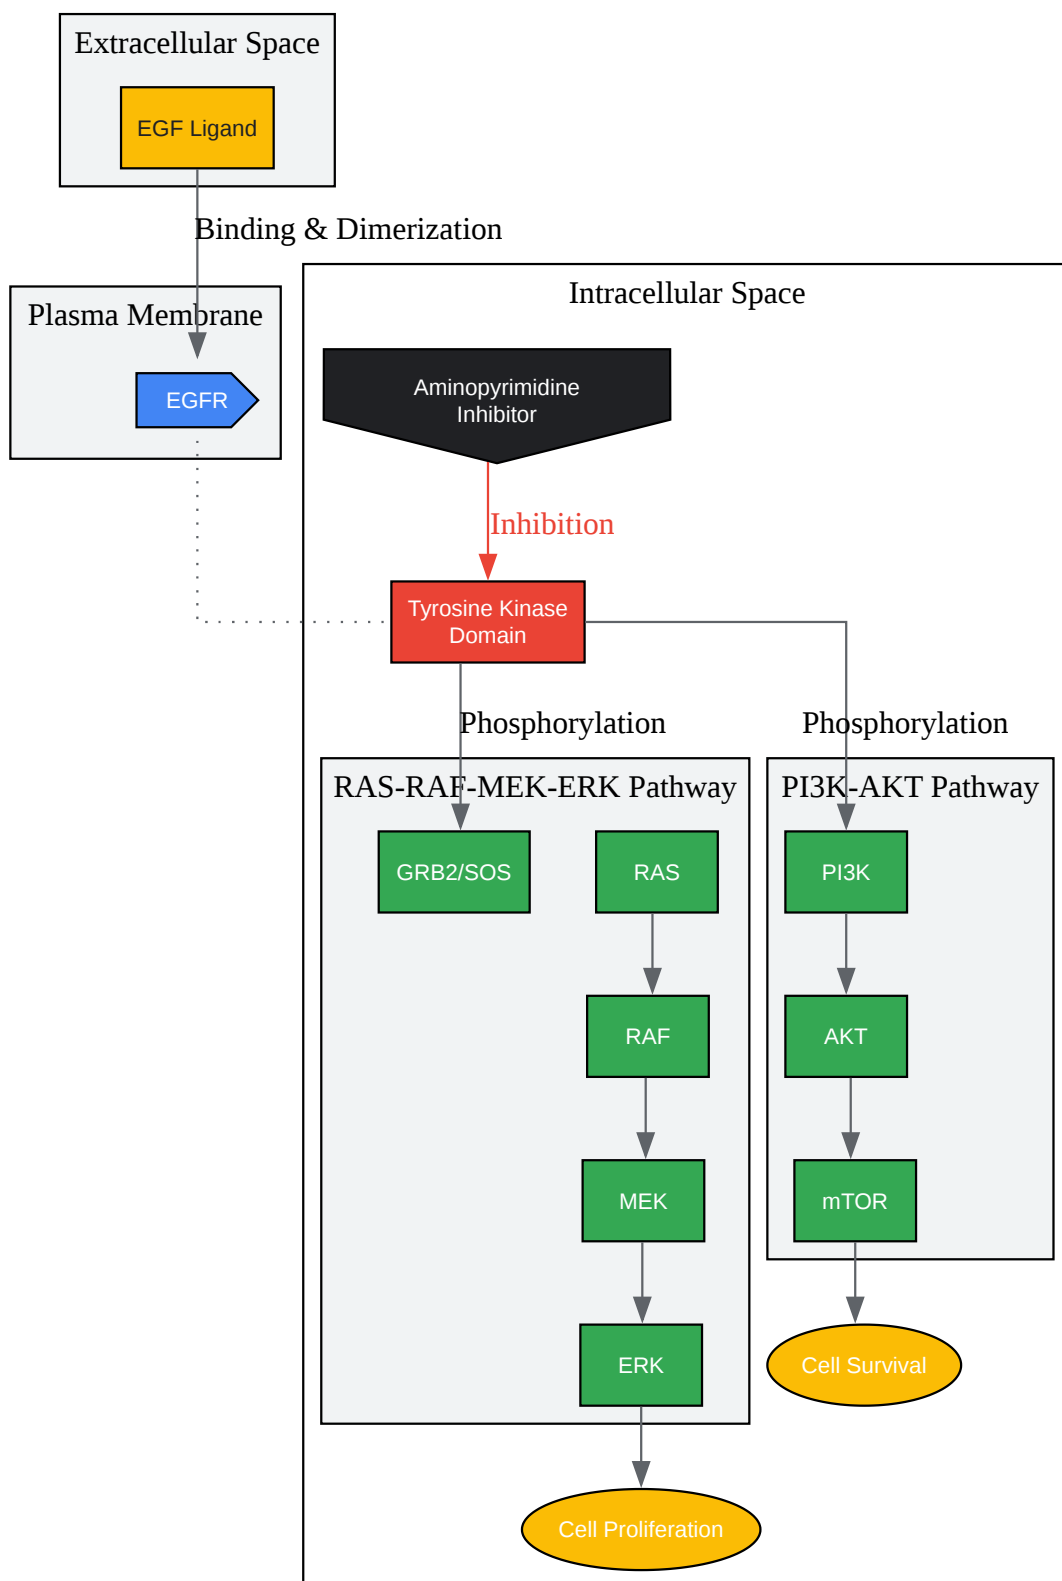 Extracellular Space
EGF Ligand
Binding & Dimerization
Plasma Membrane
EGFR
Intracellular Space
Aminopyrimidine
Inhibitor
Inhibition
Tyrosine Kinase
Domain
Phosphorylation
Phosphorylation
RAS-RAF-MEK-ERK Pathway
GRB2/SOS
RAS
RAF
MEK
ERK
Cell Proliferation
PI3K-AKT Pathway
PI3K
AKT
mTOR
Cell Survival